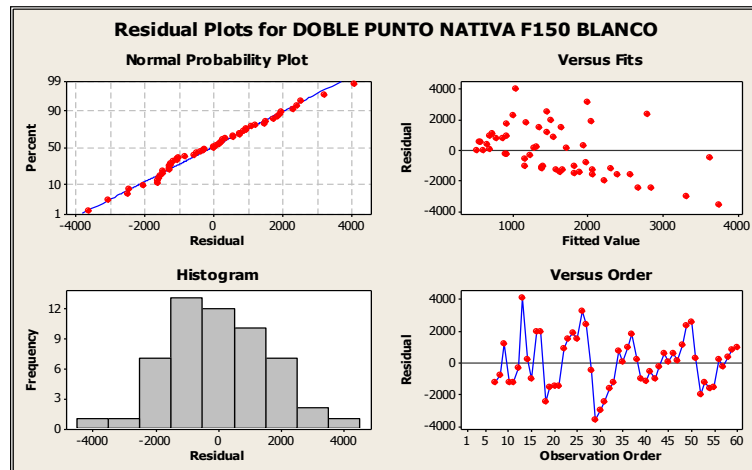 Residual Plots for DOBLE PUNTO NATIVA F150 BLANCO
Normal Probability Plot
99
90
50
10
1
Percent
-4000 -2000 0 2000 4000
Residual
Versus Fits
4000
2000
0
-2000
-4000
Residual
1000 2000 3000 4000
Fitted Value
Histogram
12
9
6
3
0
Frequency
-4000 -2000 0 2000 4000
Residual
Versus Order
4000
2000
0
-2000
-4000
Residual
1 5 10 15 20 25 30 35 40 45 50 55 60
Observation Order